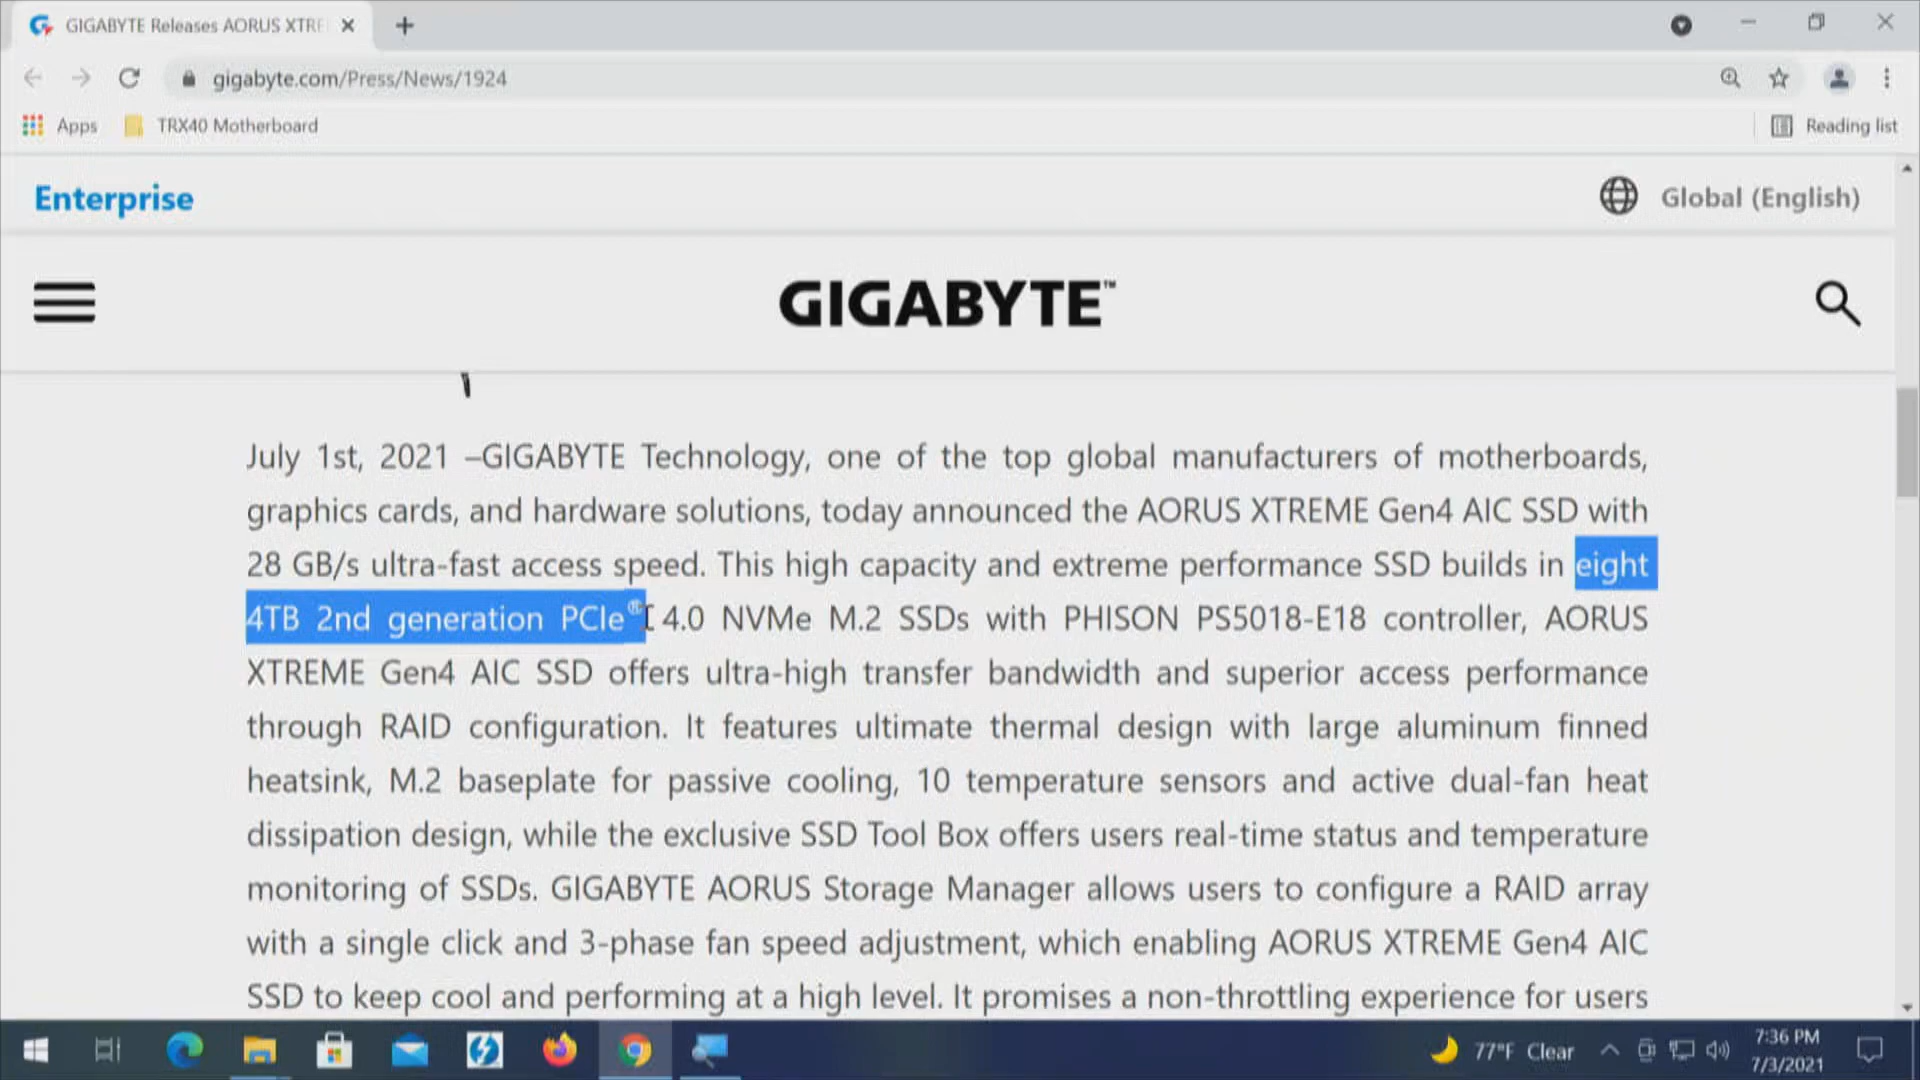 GIGABYTE Releases AORUS XTRE
gigabyte.com/Press/News/1924
Apps
TRX40 Motherboard
Reading list
Enterprise
Global (English)
GIGABYTE™
July 1st, 2021 –GIGABYTE Technology, one of the top global manufacturers of motherboards,
graphics cards, and hardware solutions, today announced the AORUS XTREME Gen4 AIC SSD with
28 GB/s ultra-fast access speed. This high capacity and extreme performance SSD builds in eight
4TB 2nd generation PCIe® 4.0 NVMe M.2 SSDs with PHISON PS5018-E18 controller, AORUS
XTREME Gen4 AIC SSD offers ultra-high transfer bandwidth and superior access performance
through RAID configuration. It features ultimate thermal design with large aluminum finned
heatsink, M.2 baseplate for passive cooling, 10 temperature sensors and active dual-fan heat
dissipation design, while the exclusive SSD Tool Box offers users real-time status and temperature
monitoring of SSDs. GIGABYTE AORUS Storage Manager allows users to configure a RAID array
with a single click and 3-phase fan speed adjustment, which enabling AORUS XTREME Gen4 AIC
SSD to keep cool and performing at a high level. It promises a non-throttling experience for users
77°F Clear
7:36 PM
7/3/2021